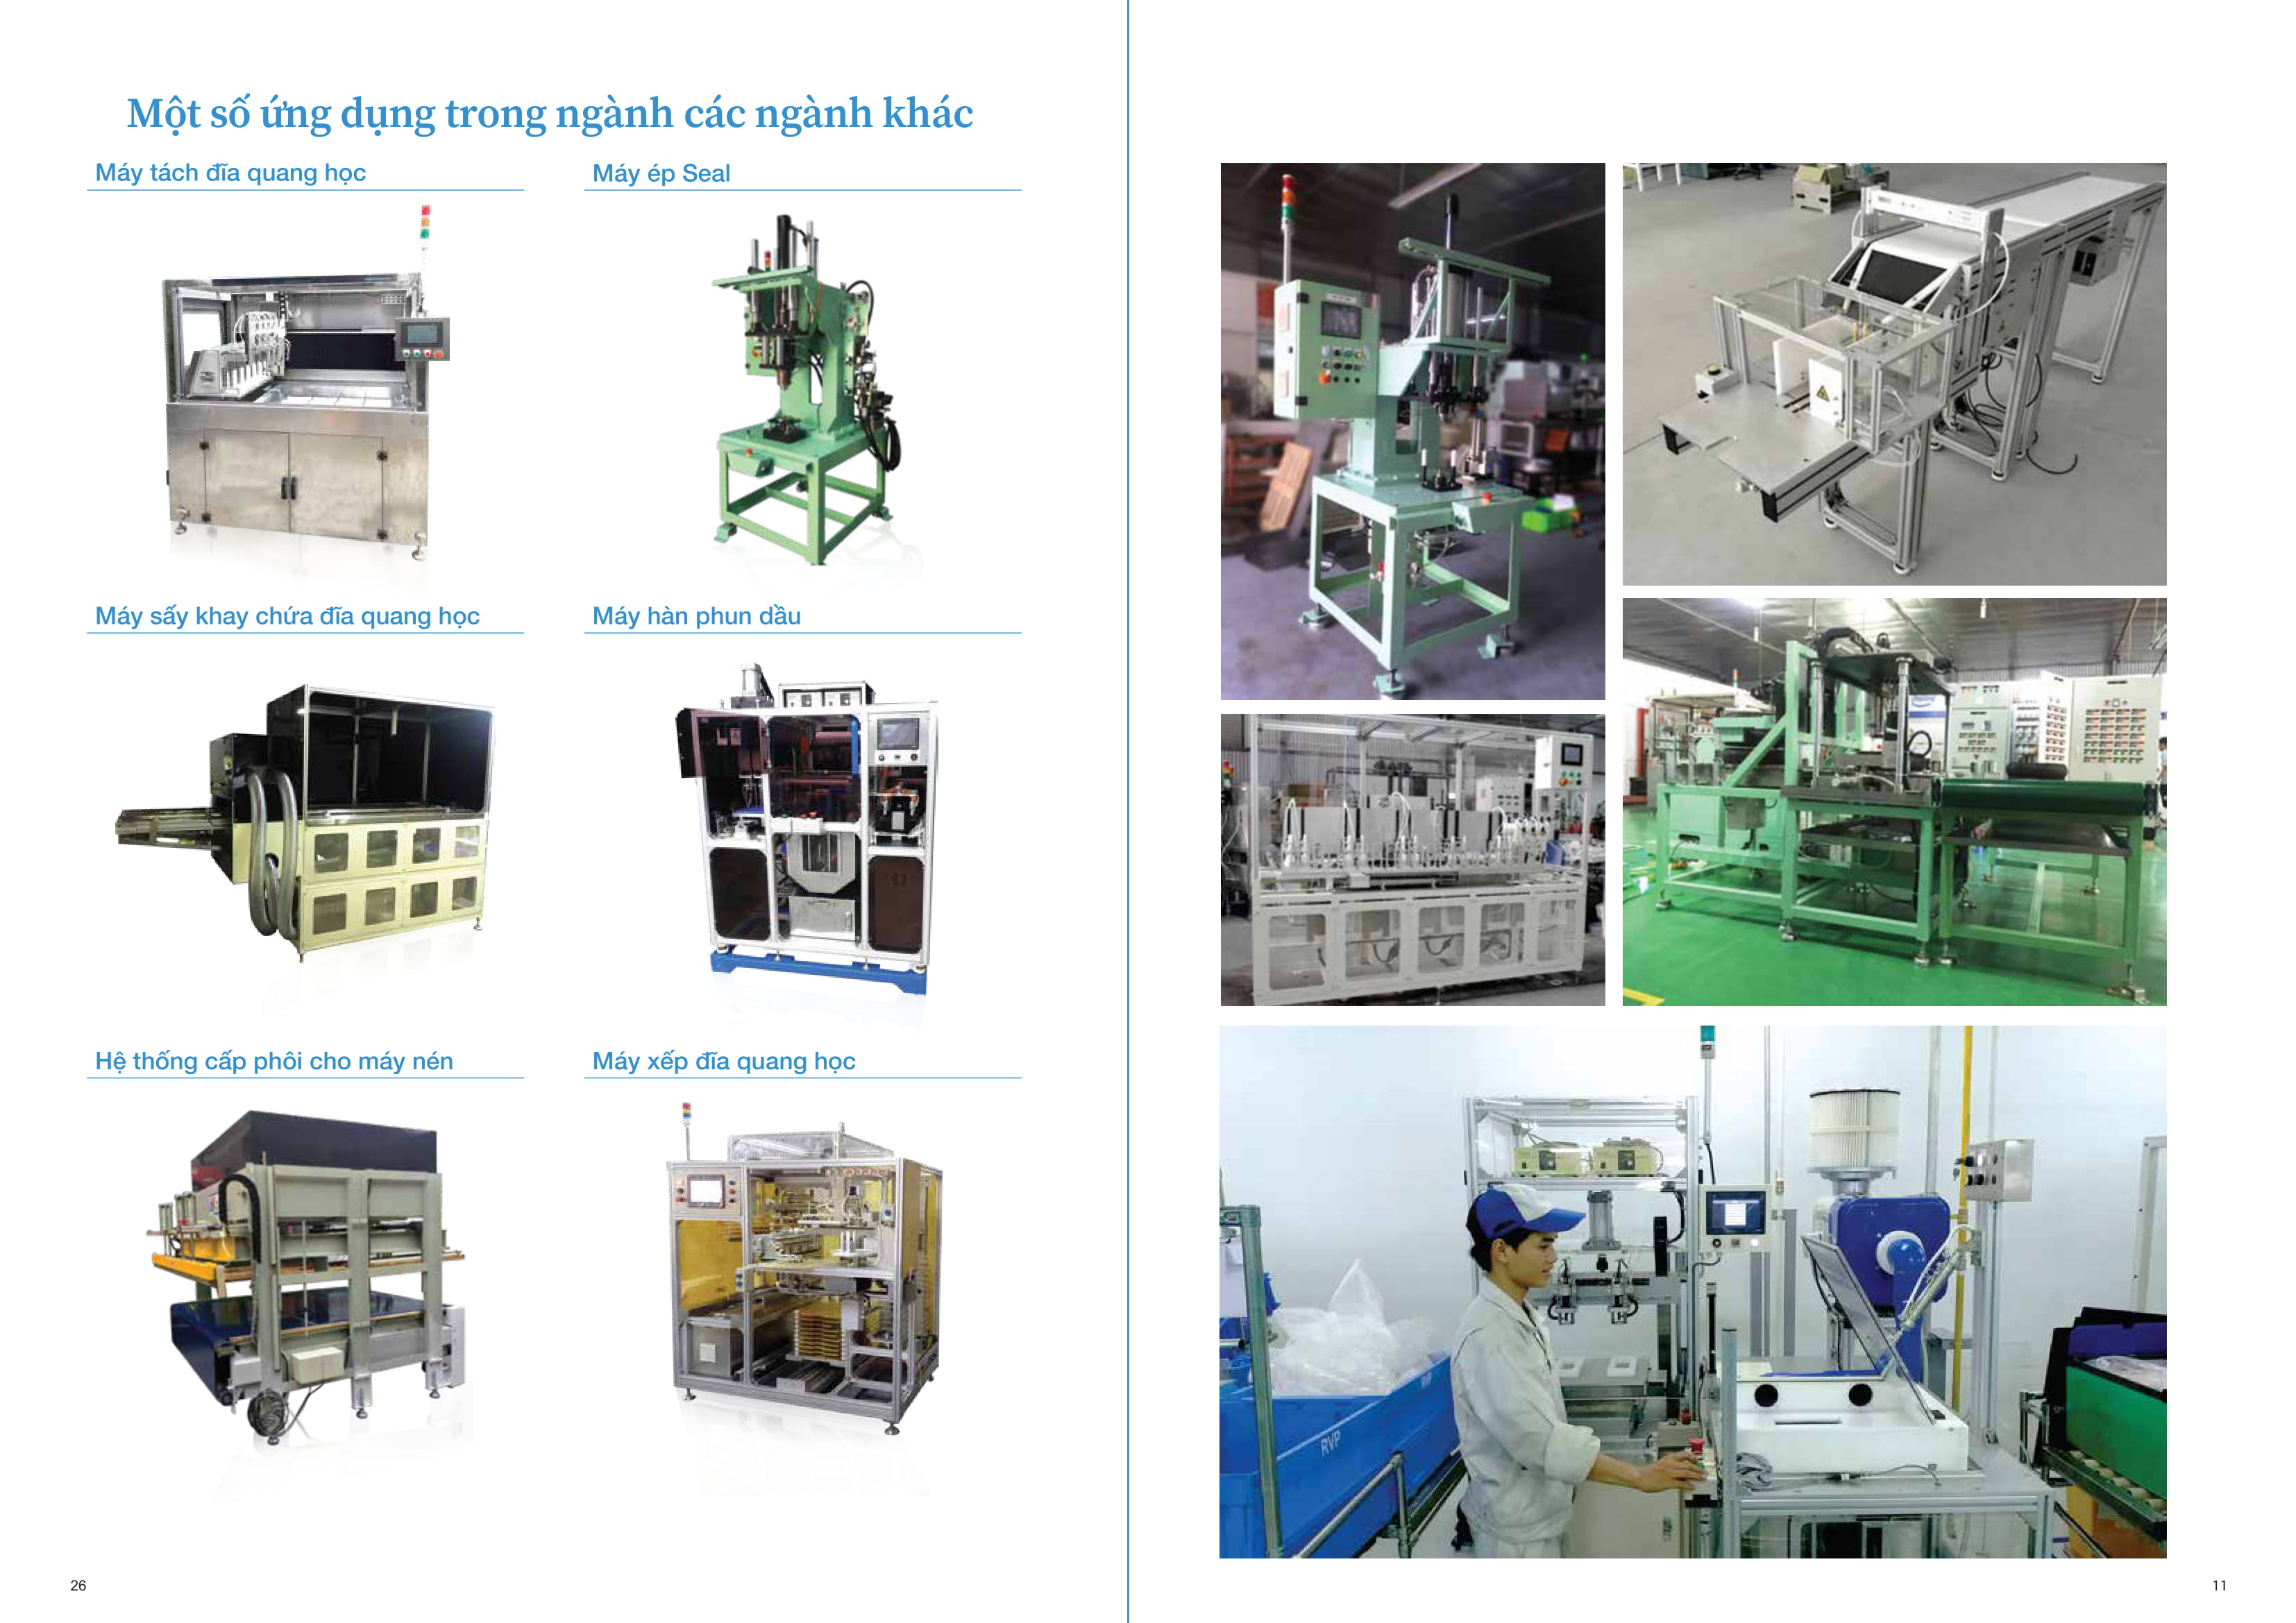 Một số ứng dụng trong ngành các ngành khác
Máy tách đĩa quang học
Máy ép Seal
Máy sấy khay chứa đĩa quang học
Máy hàn phun dầu
Hệ thống cấp phôi cho máy nén
Máy xếp đĩa quang học
RVP
RVP
26
11